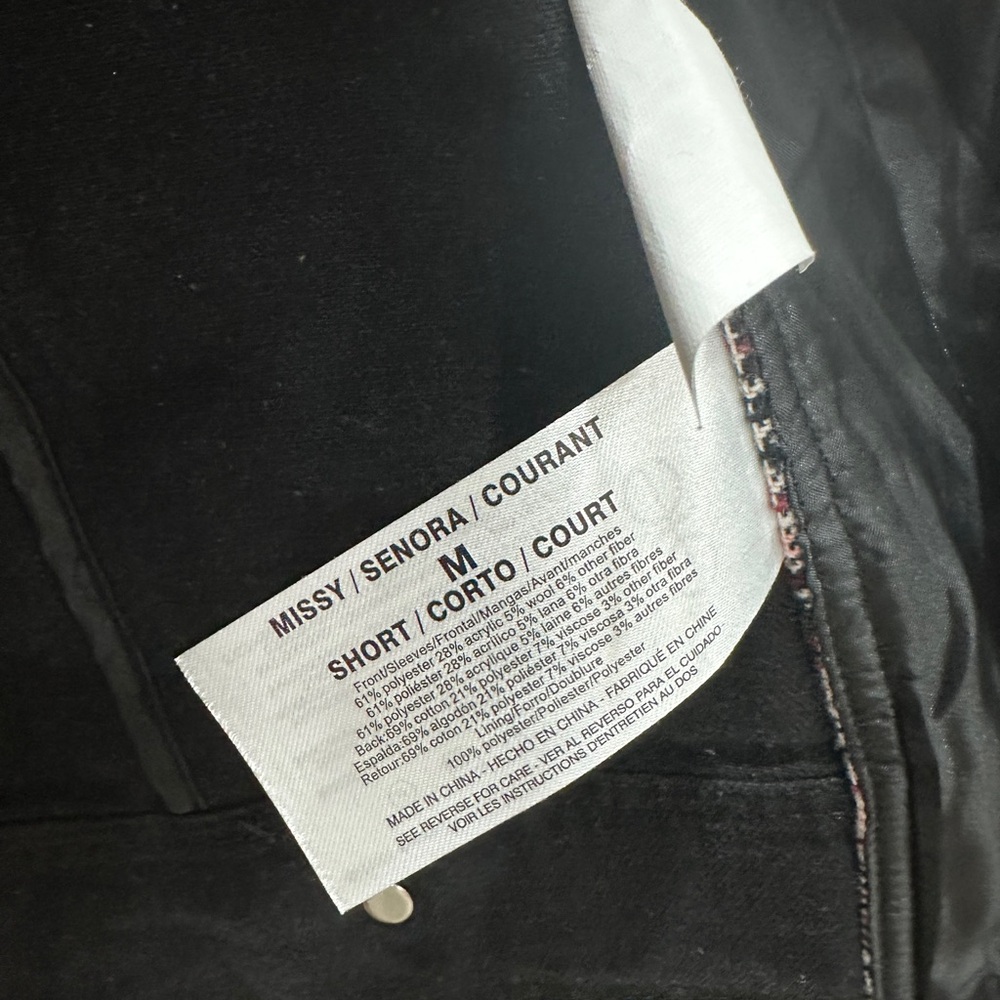 MISSY / SENORA / COURANT
M
SHORT / CORTO / COURT
Front/Sleeves/Frontal/Mangas/Avant/manches
61% polyester 28% acrylic 5% wool 6% other fiber
61% poliéster 28% acrílico 5% lana 6% otra fibra
61% polyester 28% acrylique 5% laine 6% autres fibres
Back:69% cotton 21% polyester 7% viscose 3% other fiber
Espalda:69% algodón 21% poliéster 7% viscosa 3% otra fibra
Retour:69% coton 21% polyester 7% viscose 3% autres fibres
Lining/Forro/Doublure
100% polyester/Poliéster/Polyester
MADE IN CHINA - HECHO EN CHINA - FABRIQUÉ EN CHINE
SEE REVERSE FOR CARE - VER AL REVERSO PARA EL CUIDADO
VOIR LES INSTRUCTIONS D'ENTRETIEN AU DOS